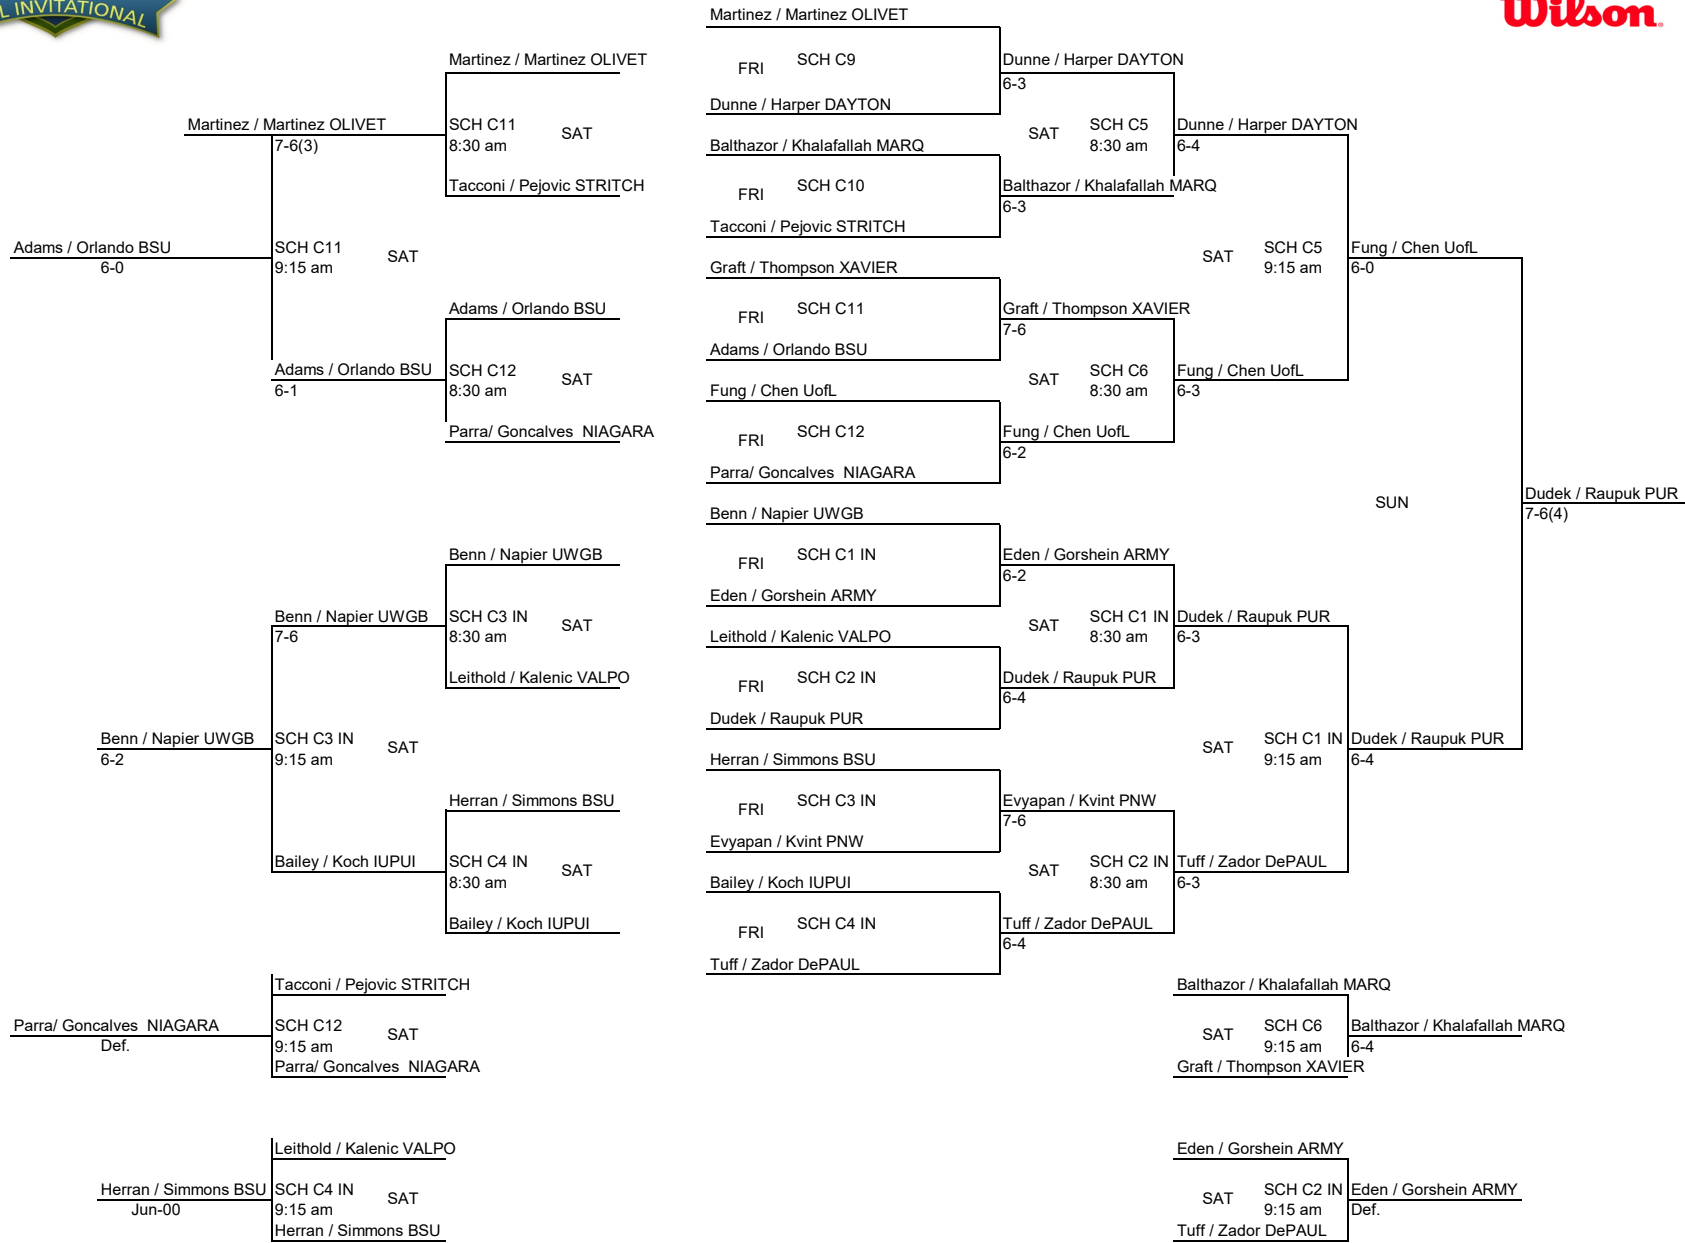 L INVITATIONAL
Wilson
Martinez / Martinez OLIVET
Martinez / Martinez OLIVET
SCH C9
FRI
Dunne / Harper DAYTON
6-3
Dunne / Harper DAYTON
Martinez / Martinez OLIVET
7-6(3)
SCH C11
8:30 am
SAT
SAT
SCH C5
8:30 am
Dunne / Harper DAYTON
6-4
Balthazor / Khalafallah MARQ
Tacconi / Pejovic STRITCH
SCH C10
FRI
Balthazor / Khalafallah MARQ
6-3
Tacconi / Pejovic STRITCH
Adams / Orlando BSU
6-0
SCH C11
9:15 am
SAT
SAT
SCH C5
9:15 am
Fung / Chen UofL
6-0
Graft / Thompson XAVIER
Adams / Orlando BSU
SCH C11
FRI
Graft / Thompson XAVIER
7-6
Adams / Orlando BSU
Adams / Orlando BSU
6-1
SCH C12
8:30 am
SAT
SAT
SCH C6
8:30 am
Fung / Chen UofL
6-3
Fung / Chen UofL
Parra/ Goncalves  NIAGARA
SCH C12
FRI
Fung / Chen UofL
6-2
Parra/ Goncalves  NIAGARA
SUN
Dudek / Raupuk PUR
7-6(4)
Benn / Napier UWGB
Benn / Napier UWGB
SCH C1 IN
FRI
Eden / Gorshein ARMY
6-2
Eden / Gorshein ARMY
Benn / Napier UWGB
7-6
SCH C3 IN
8:30 am
SAT
SAT
SCH C1 IN
8:30 am
Dudek / Raupuk PUR
6-3
Leithold / Kalenic VALPO
Leithold / Kalenic VALPO
SCH C2 IN
FRI
Dudek / Raupuk PUR
6-4
Dudek / Raupuk PUR
Benn / Napier UWGB
6-2
SCH C3 IN
9:15 am
SAT
SAT
SCH C1 IN
9:15 am
Dudek / Raupuk PUR
6-4
Herran / Simmons BSU
Herran / Simmons BSU
SCH C3 IN
FRI
Evyapan / Kvint PNW
7-6
Evyapan / Kvint PNW
Bailey / Koch IUPUI
SCH C4 IN
8:30 am
SAT
SAT
SCH C2 IN
8:30 am
Tuff / Zador DePAUL
6-3
Bailey / Koch IUPUI
Bailey / Koch IUPUI
SCH C4 IN
FRI
Tuff / Zador DePAUL
6-4
Tuff / Zador DePAUL
Tacconi / Pejovic STRITCH
Balthazor / Khalafallah MARQ
Parra/ Goncalves  NIAGARA
Def.
SCH C12
9:15 am
SAT
SAT
SCH C6
9:15 am
Balthazor / Khalafallah MARQ
6-4
Parra/ Goncalves  NIAGARA
Graft / Thompson XAVIER
Leithold / Kalenic VALPO
Eden / Gorshein ARMY
Herran / Simmons BSU
Jun-00
SCH C4 IN
9:15 am
SAT
SAT
SCH C2 IN
9:15 am
Eden / Gorshein ARMY
Def.
Herran / Simmons BSU
Tuff / Zador DePAUL